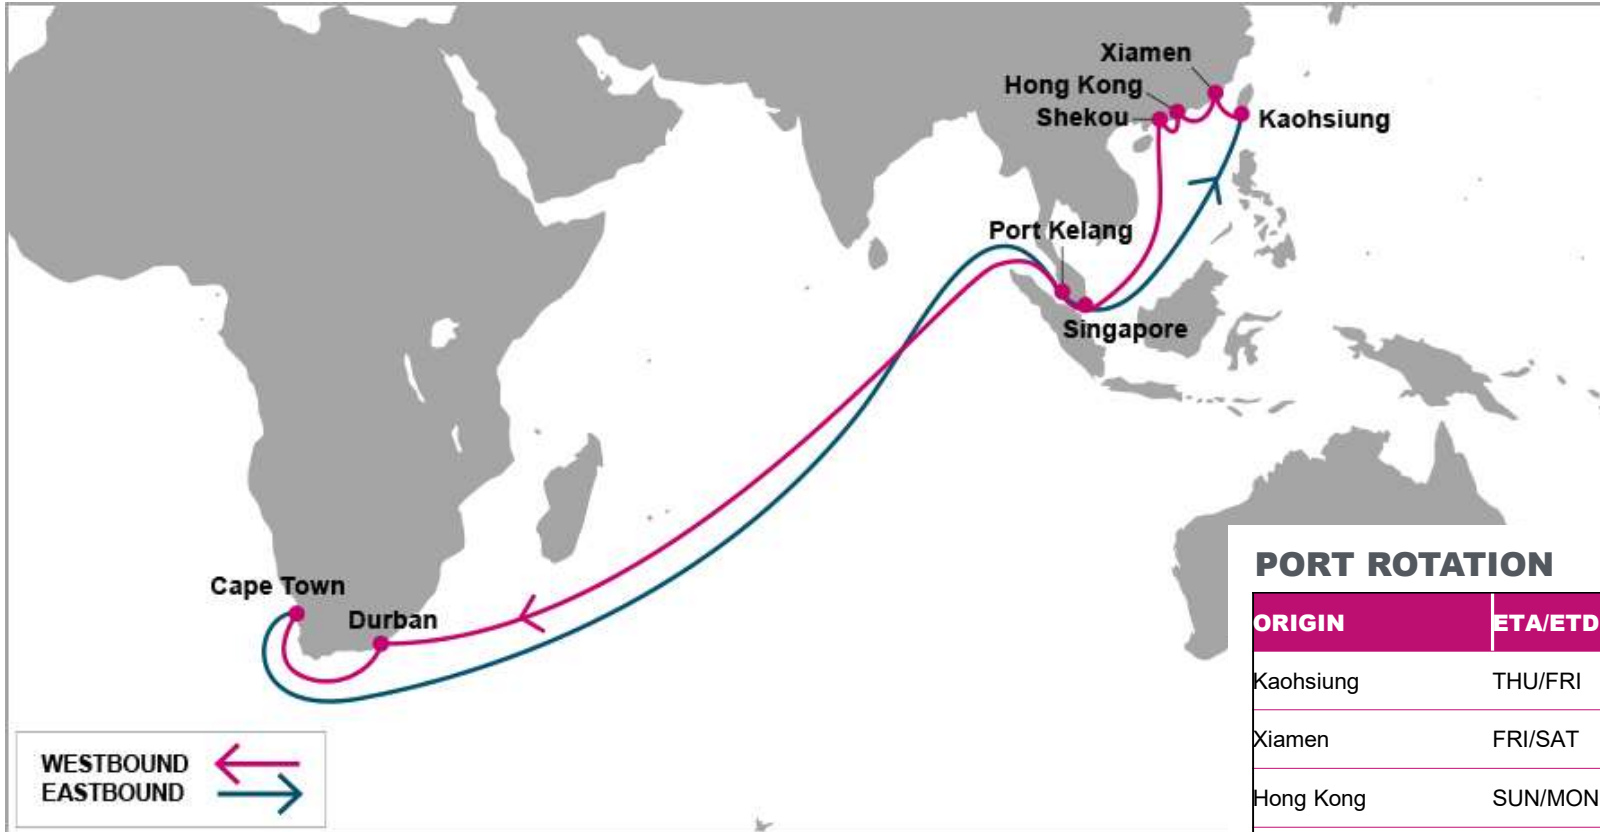 Xiamen
Hong Kong
Shekou
Kaohsiung
Port Kelang
Singapore
Cape Town
Durban
WESTBOUND
EASTBOUND
PORT ROTATION
ORIGIN ETA/ETD
Kaohsiung THU/FRI
Xiamen FRI/SAT
Hong Kong SUN/MON